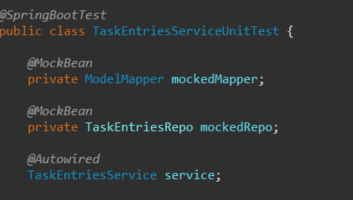 @SpringBootTest
public class TaskEntriesServiceUnitTest {
@MockBean
private ModelMapper mockedMapper;
@MockBean
private TaskEntriesRepo mockedRepo;
@Autowired
TaskEntriesService service;